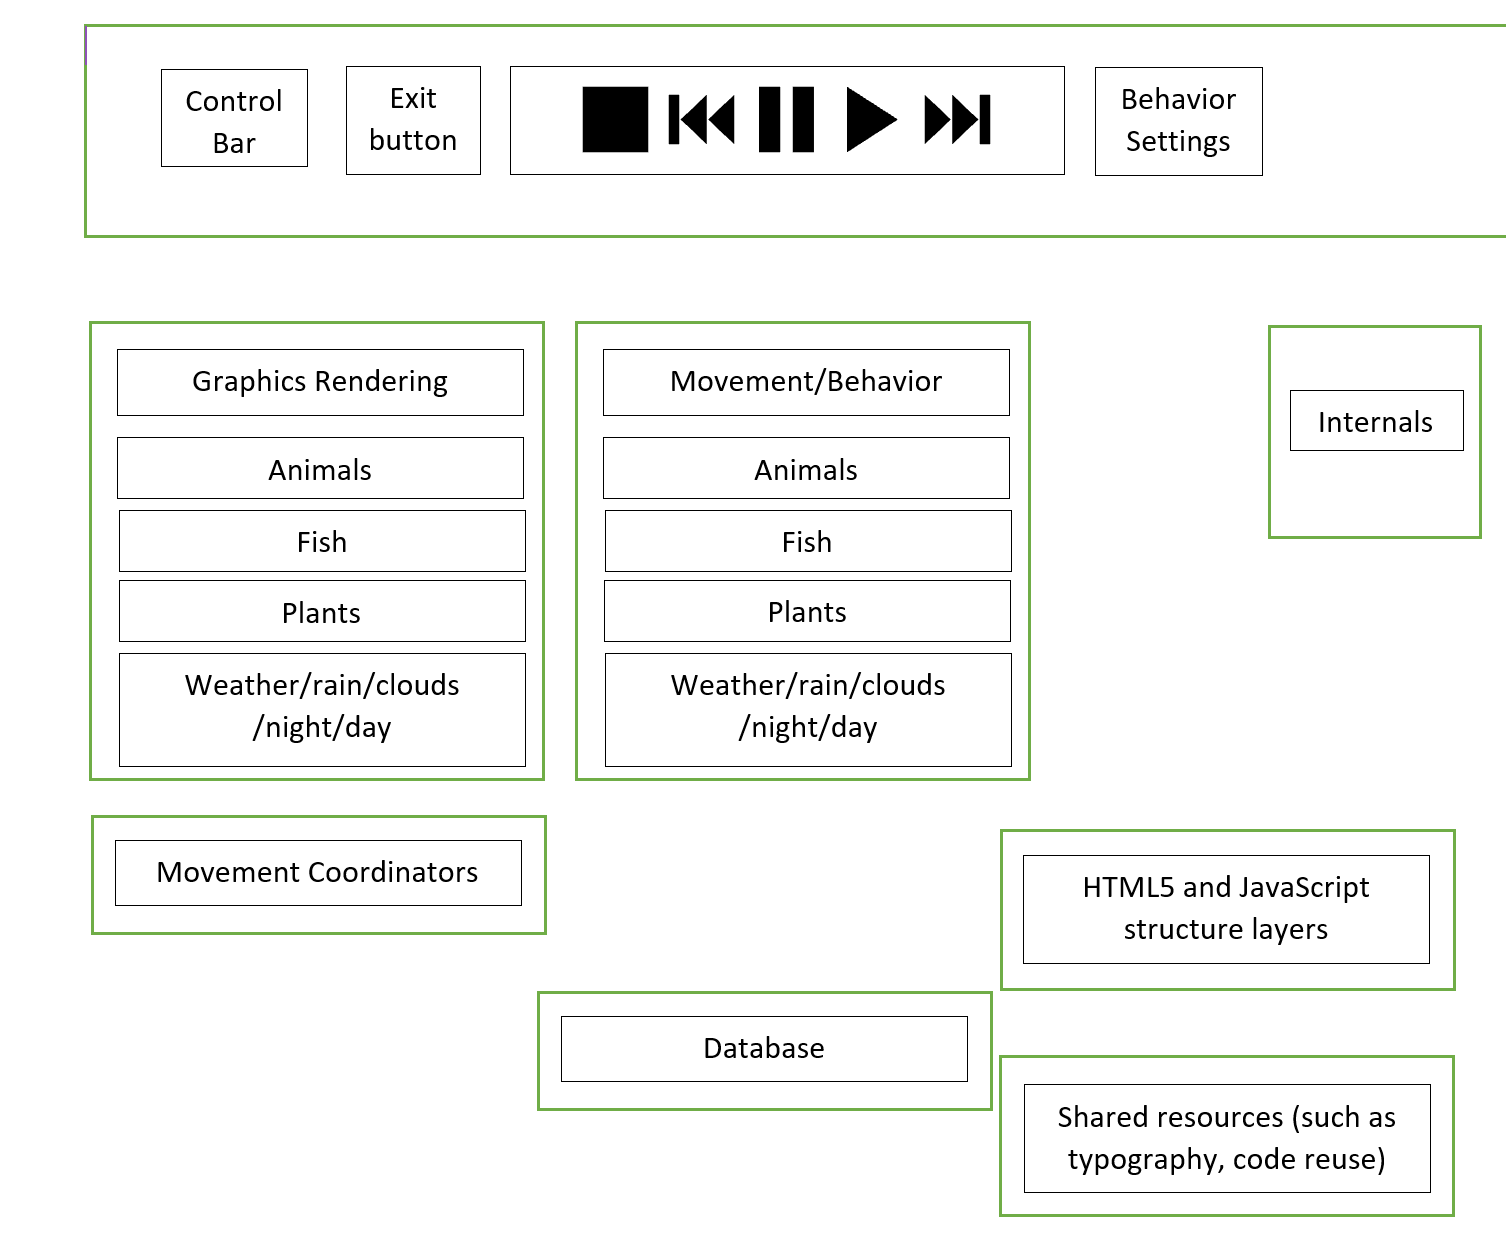 Control
Bar
Exit
button
Behavior
Settings
Graphics Rendering
Animals
Fish
Plants
Weather/rain/clouds
/night/day
Movement/Behavior
Animals
Fish
Plants
Weather/rain/clouds
/night/day
Internals
Movement Coordinators
HTML5 and JavaScript
structure layers
Database
Shared resources (such as
typography, code reuse)